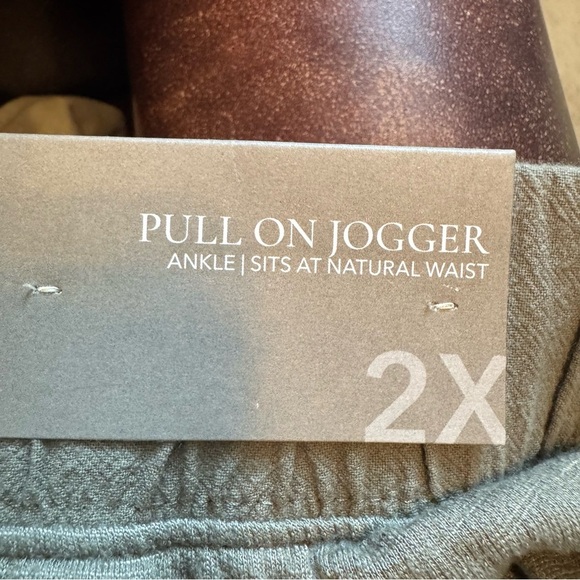 PULL ON JOGGER
ANKLE | SITS AT NATURAL WAIST
2X